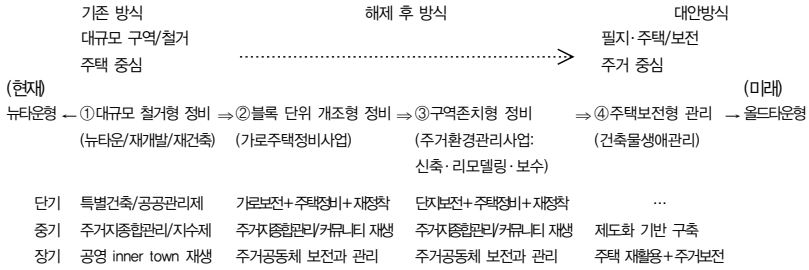 기존 방식 해제 후 방식 대안방식
대규모 구역/철거 필지·주택/보전
주택 중심 주거 중심
(현재) (미래)
뉴타운형 ← ①대규모 철거형 정비 ⇒ ②블록 단위 개조형 정비 ⇒ ③구역존치형 정비 ⇒ ④주택보전형 관리 → 올드타운형
(뉴타운/재개발/재건축) (가로주택정비사업) (주거환경관리사업: (건축물생애관리)
신축·리모델링·보수)
단기 특별건축/공공관리제 가로보전+주택정비+재정착 단지보전+주택정비+재정착 …
중기 주거지종합관리/지수제 주거지종합관리/커뮤니티 재생 주거지종합관리/커뮤니티 재생 제도화 기반 구축
장기 공영 inner town 재생 주거공동체 보전과 관리 주거공동체 보전과 관리 주택 재활용+주거보전